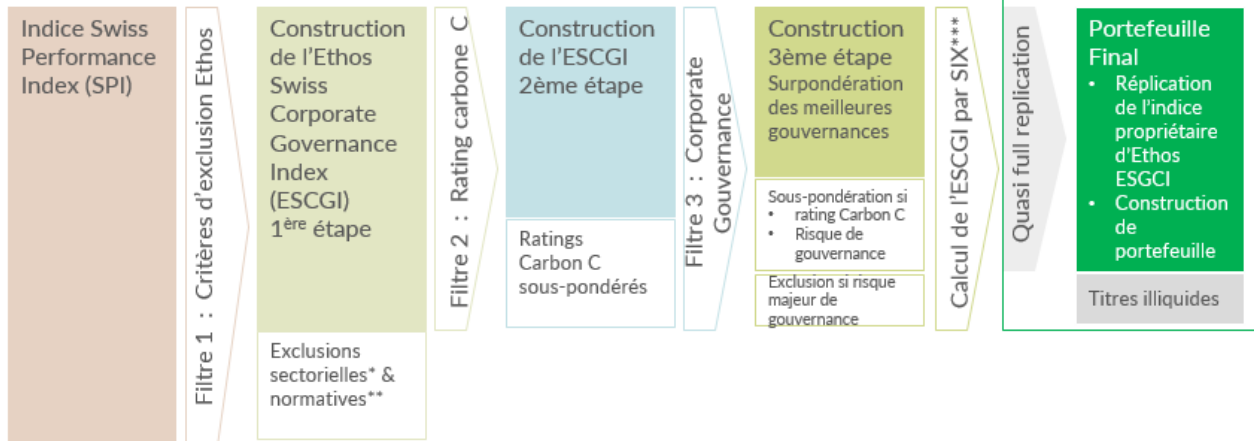 Indice Swiss
Performance
Index (SPI)
Filtre 1 : Critères d'exclusion Ethos
Construction
de l'Ethos
Swiss
Corporate
Governance
Index
(ESCGI)
1ère étape
Exclusions
sectorielles* &
normatives**
Filtre 2 : Rating carbone C
Construction
de l'ESCGI
2ème étape
Ratings
Carbon C
sous-pondérés
Filtre 3 : Corporate
Gouvernance
Construction
3ème étape
Surpondération
des meilleures
gouvernances
Sous-pondération si
• rating Carbon C
• Risque de
gouvernance
Exclusion si risque
majeur de
gouvernance
Calcul de l'ESCGI par SIX***
Quasi full replication
Portefeuille
Final
• Réplication
de l'indice
propriétaire
d'Ethos
ESGCI
• Construction
de
portefeuille
Titres illiquides